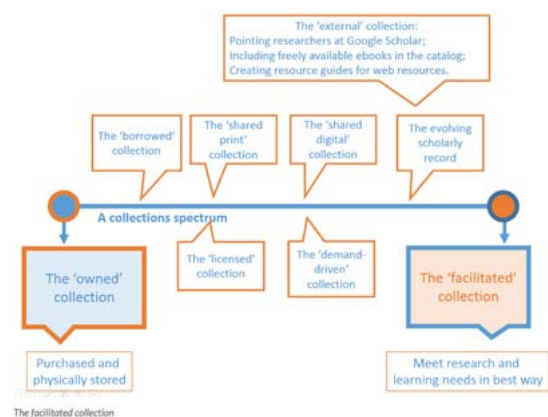 The 'external' collection:
Pointing researchers at Google Scholar;
Including freely available ebooks in the catalog;
Creating resource guides for web resources.
The 'borrowed'
collection
The 'shared
print'
collection
The 'shared
digital'
collection
The evolving
scholarly
record
A collections spectrum
The 'owned'
collection
The 'licensed'
collection
The 'demand-
driven'
collection
The 'facilitated'
collection
Purchased and
physically stored
Meet research and
learning needs in best way
The facilitated collection